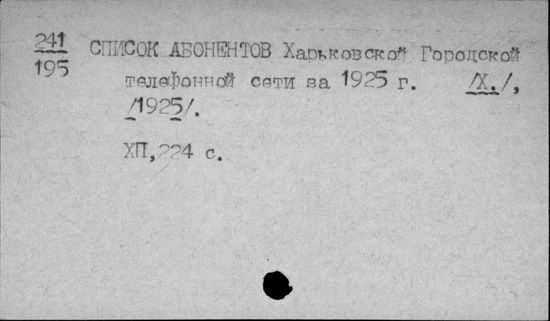 241
195
СПИСОК АБОНЕНТОВ Харьковской Городской
телефонной сети за 1925 г. /Х./,
/1925/.
ХП,224 с.